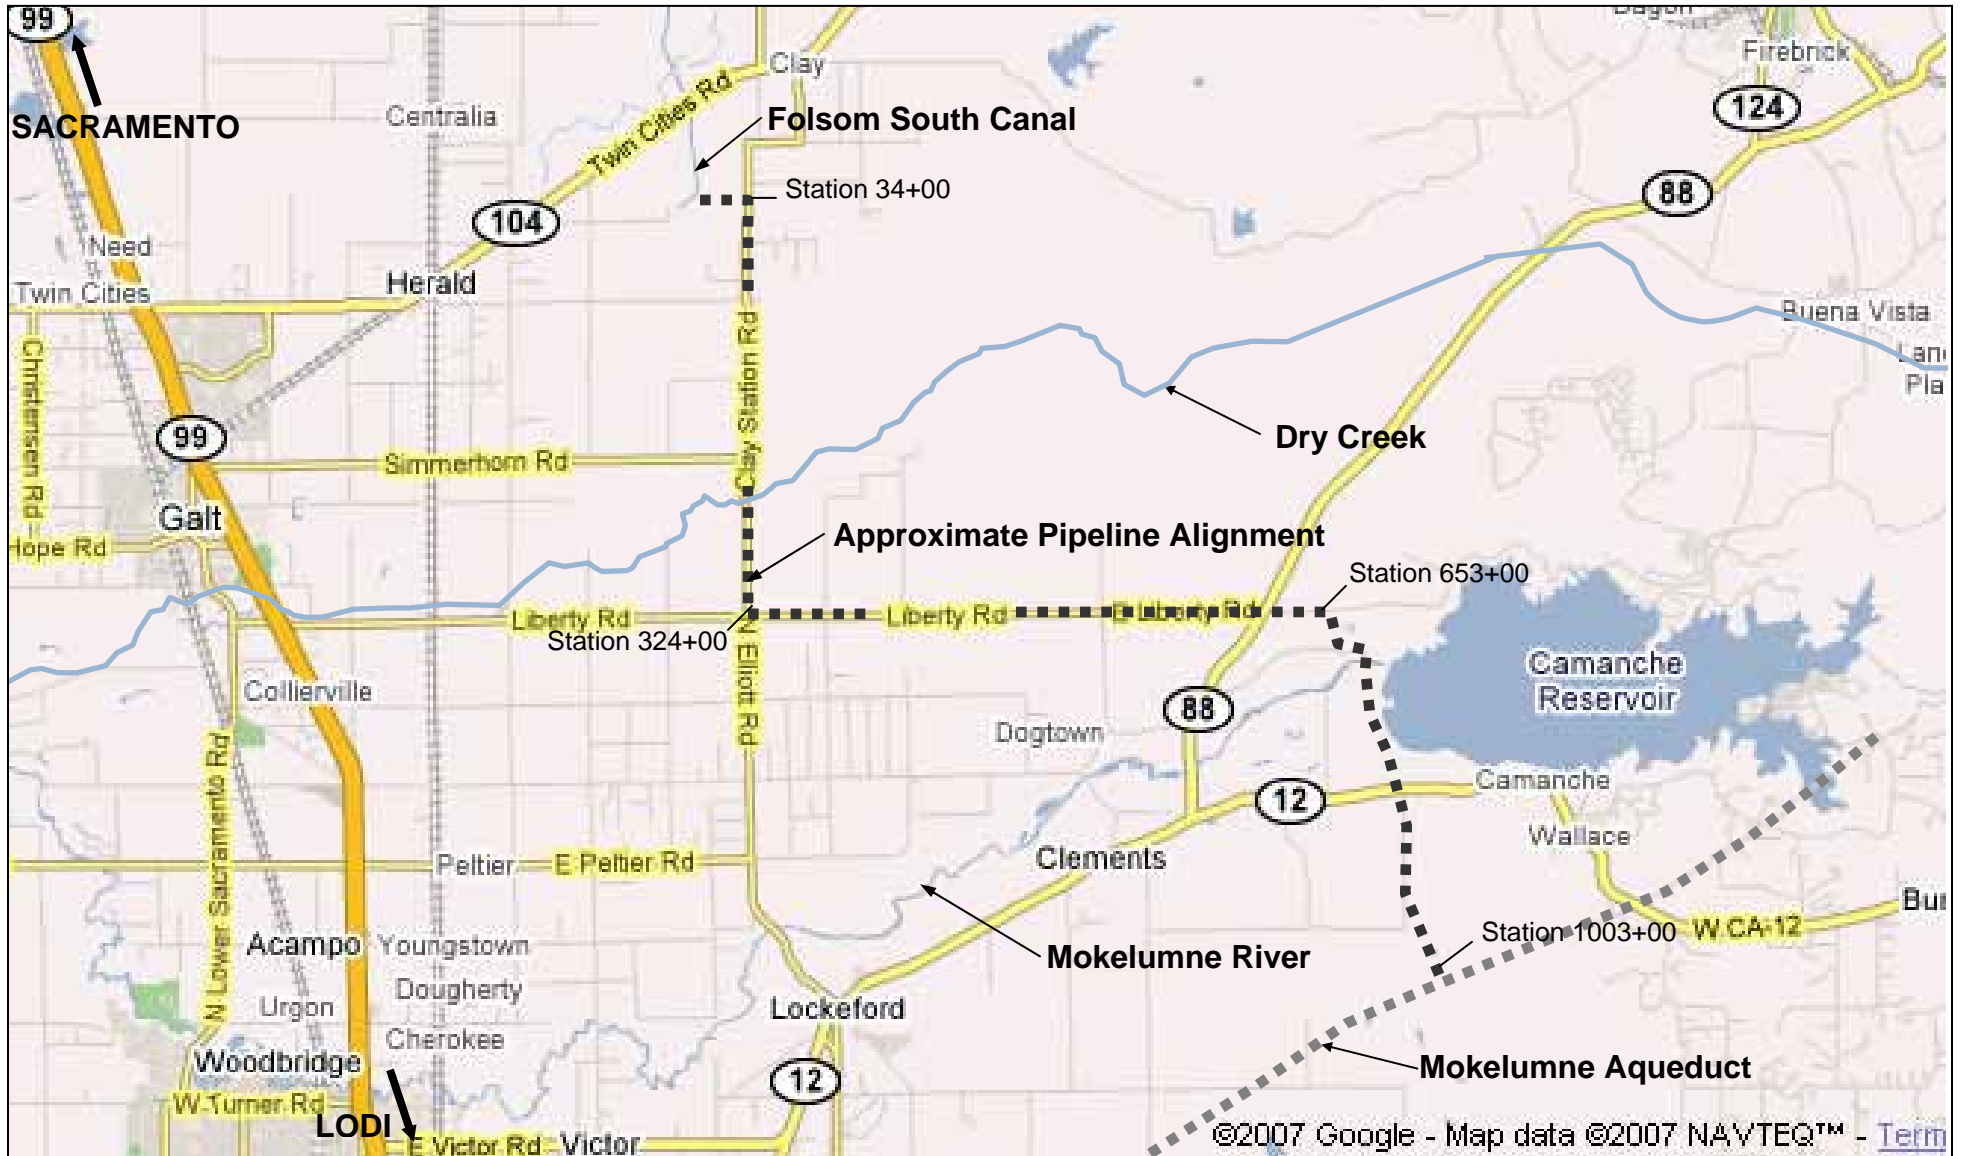 99
Dagon
Clay
Firebrick
SACRAMENTO
Centralia
Twin Cities Rd
Folsom South Canal
124
Station 34+00
88
104
Need
Herald
Twin Cities
Buena Vista
Clay Station Rd
Christensen Rd
99
Dry Creek
Simmerhorn Rd
Galt
Approximate Pipeline Alignment
Hope Rd
Station 653+00
Liberty Rd
Liberty Rd
E Liberty Rd
Station 324+00
N Elliott Rd
Camanche
Reservoir
Collierville
88
Dogtown
N Lower Sacramento Rd
12
Camanche
Wallace
Clements
Peltier
E Peltier Rd
Station 1003+00
W CA-12
Acampo
Youngstown
Mokelumne River
Dougherty
Urgon
Lockeford
Cherokee
Woodbridge
12
Mokelumne Aqueduct
W Turner Rd
LODI
E Victor Rd
Victor
©2007 Google - Map data ©2007 NAVTEQ™ - Term